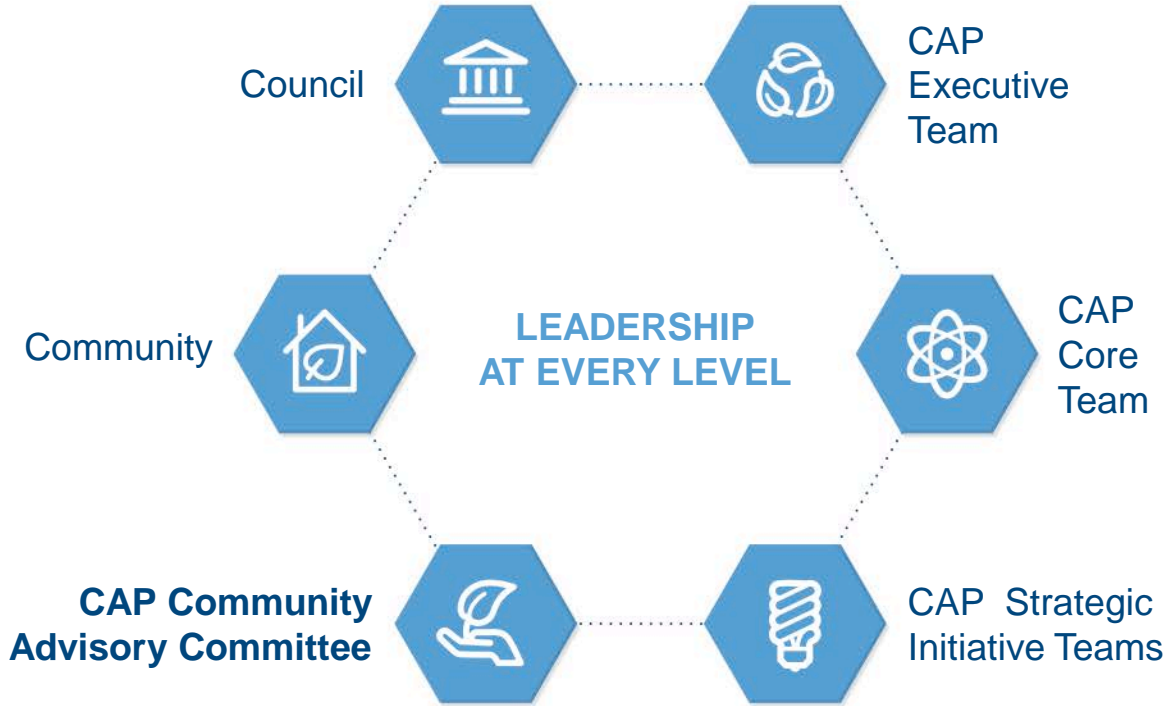 Council
CAP
Executive
Team
Community
LEADERSHIP
AT EVERY LEVEL
CAP
Core
Team
CAP Community
Advisory Committee
CAP Strategic
Initiative Teams